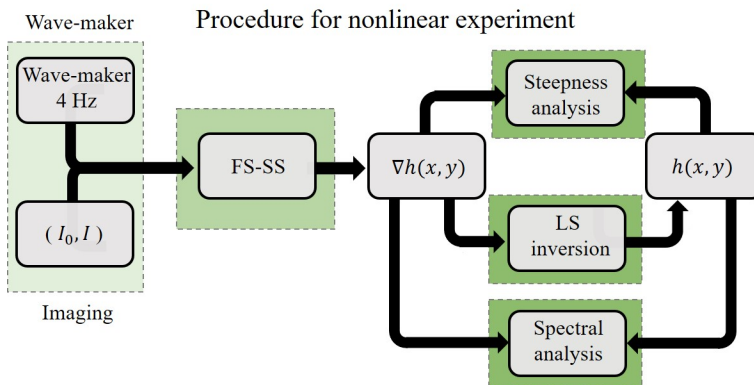 Procedure for nonlinear experiment
Wave-maker
Wave-maker
4 Hz
( I₀, I )
Imaging
FS-SS
∇h(x, y)
Steepness
analysis
LS
inversion
Spectral
analysis
h(x, y)